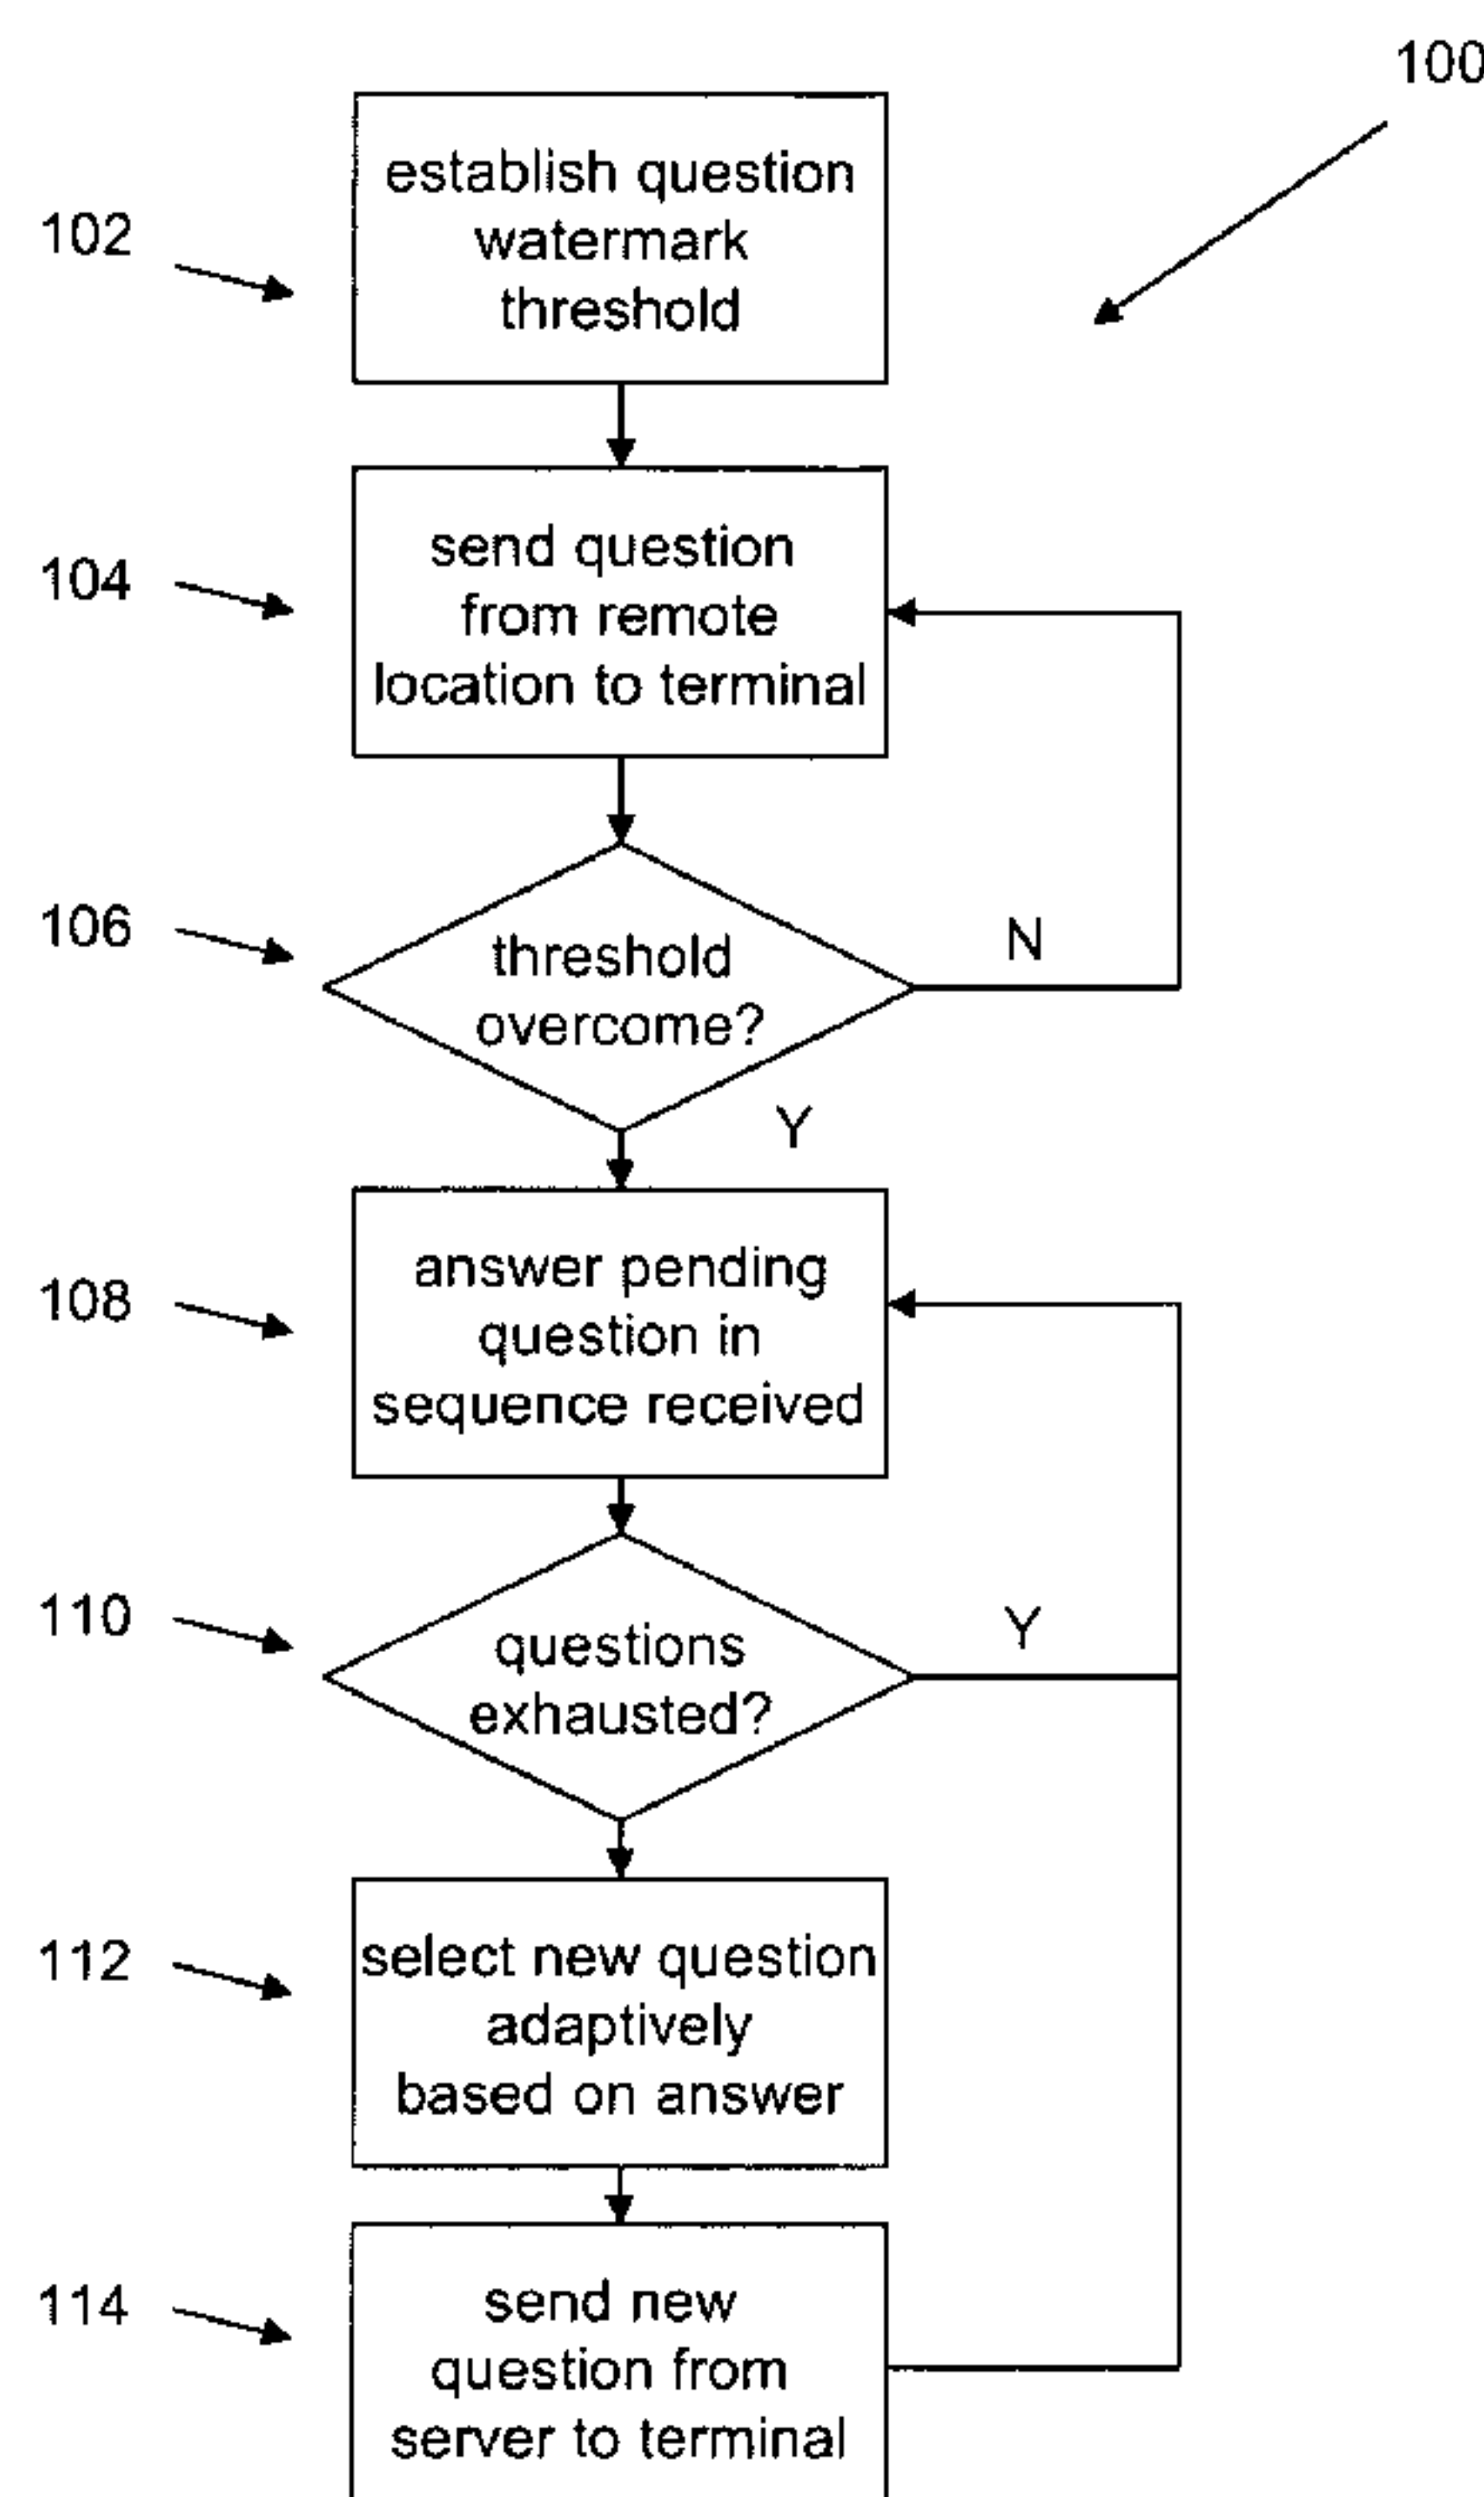 100
102
establish question
watermark
threshold
104
send question
from remote
location to terminal
106
threshold
overcome?
N
Y
108
answer pending
question in
sequence received
110
questions
exhausted?
Y
112
select new question
adaptively
based on answer
114
send new
question from
server to terminal